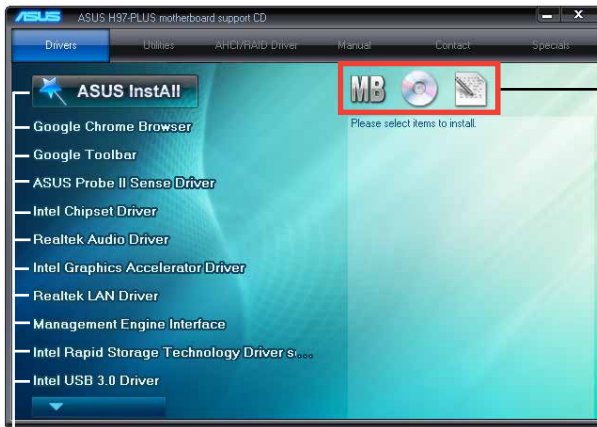 ASUS ASUS H97-PLUS motherboard support CD
Drivers Utilities AHCI/RAID Driver Manual Contact Specials
ASUS InstAll
MB
Please select items to install.
Google Chrome Browser
Google Toolbar
ASUS Probe II Sense Driver
Intel Chipset Driver
Realtek Audio Driver
Intel Graphics Accelerator Driver
Realtek LAN Driver
Management Engine Interface
Intel Rapid Storage Technology Driver s...
Intel USB 3.0 Driver